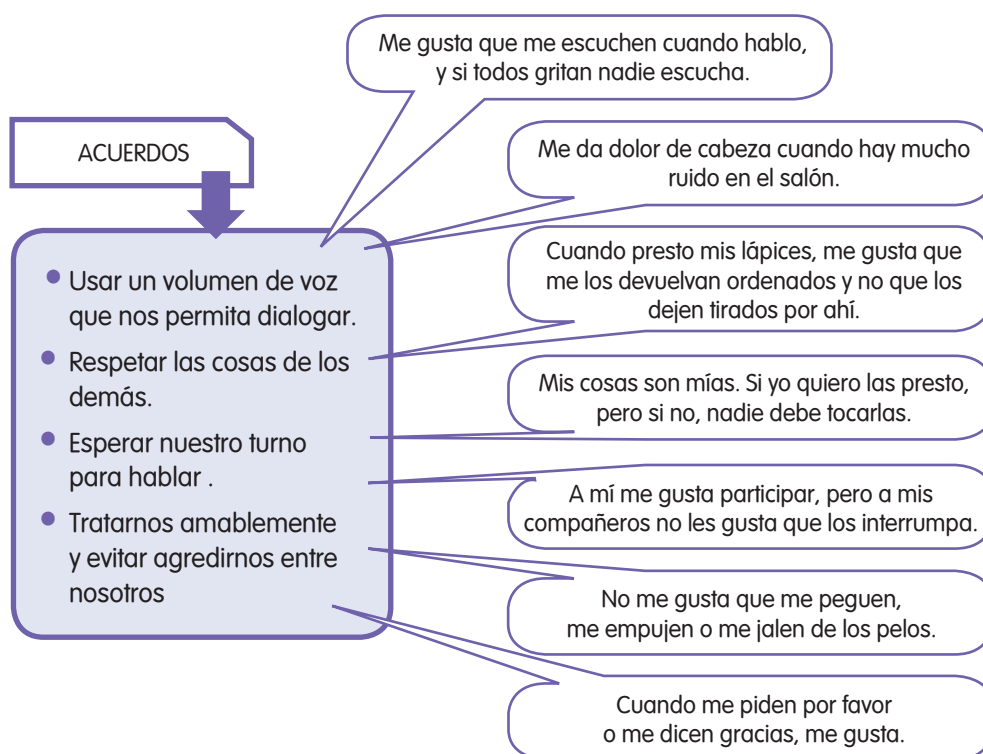 Me gusta que me escuchen cuando hablo,
y si todos gritan nadie escucha.
ACUERDOS
Me da dolor de cabeza cuando hay mucho
ruido en el salón.
• Usar un volumen de voz
que nos permita dialogar.
• Respetar las cosas de los
demás.
• Esperar nuestro turno
para hablar .
• Tratarnos amablemente
y evitar agredirnos entre
nosotros
Cuando presto mis lápices, me gusta que
me los devuelvan ordenados y no que los
dejen tirados por ahí.
Mis cosas son mías. Si yo quiero las presto,
pero si no, nadie debe tocarlas.
A mí me gusta participar, pero a mis
compañeros no les gusta que los interrumpa.
No me gusta que me peguen,
me empujen o me jalen de los pelos.
Cuando me piden por favor
o me dicen gracias, me gusta.